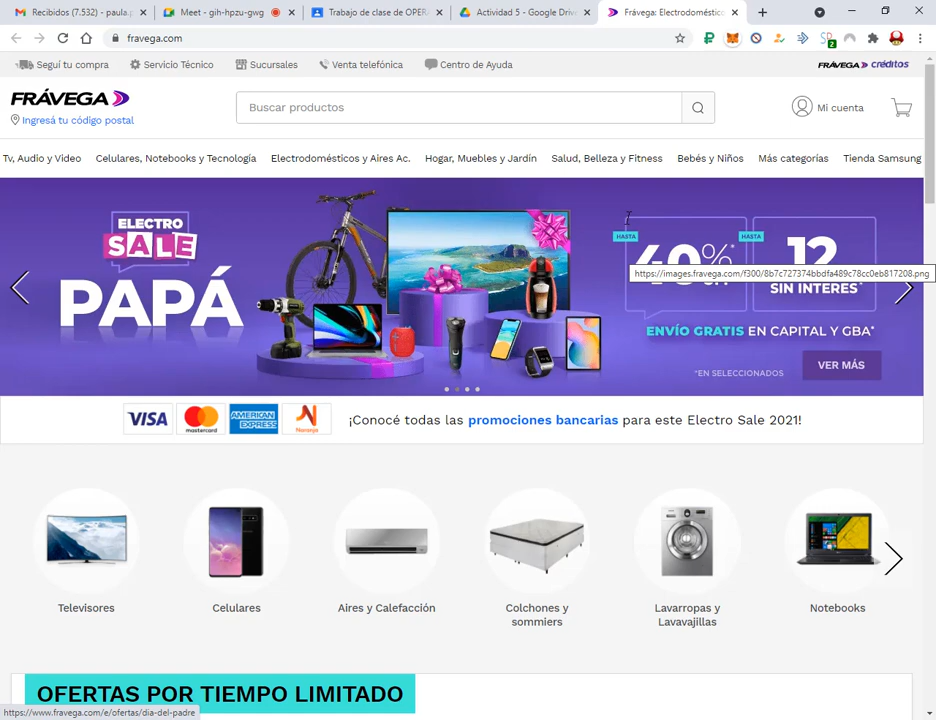 Recibidos (7.532) - paula.p
Meet - gih-hpzu-gwg
Trabajo de clase de OPERA
Actividad 5 - Google Drive
Frávega: Electrodoméstico
fravega.com
2
Seguí tu compra
Servicio Técnico
Sucursales
Venta telefónica
Centro de Ayuda
FRÁVEGA créditos
FRÁVEGA
Ingresá tu código postal
Buscar productos
Mi cuenta
Tv, Audio y Video
Celulares, Notebooks y Tecnología
Electrodomésticos y Aires Ac.
Hogar, Muebles y Jardín
Salud, Belleza y Fitness
Bebés y Niños
Más categorías
Tienda Samsung
ELECTRO
SALE
PAPÁ
HASTA
40%*
HASTA
12
https://images.fravega.com/f300/8b7c727374bbdfa489c78cc0eb817208.png
SIN INTERÉS*
ENVÍO GRATIS EN CAPITAL Y GBA*
*EN SELECCIONADOS
VER MÁS
VISA
mastercard
AMERICAN EXPRESS
Naranja
¡Conocé todas las promociones bancarias para este Electro Sale 2021!
Televisores
Celulares
Aires y Calefacción
Colchones y
sommiers
Lavarropas y
Lavavajillas
Notebooks
OFERTAS POR TIEMPO LIMITADO
https://www.fravega.com/e/ofertas/dia-del-padre